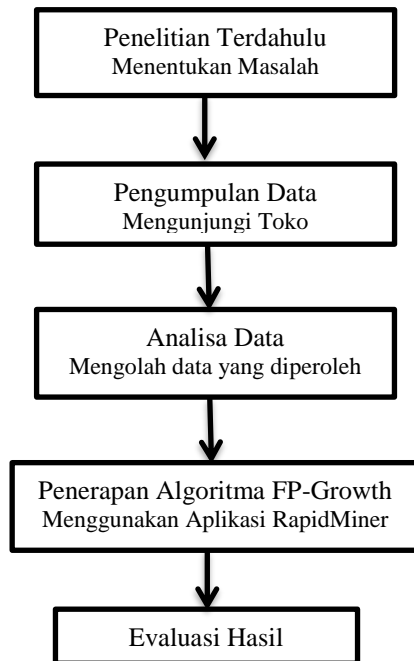 Penelitian Terdahulu
Menentukan Masalah
Pengumpulan Data
Mengunjungi Toko
Analisa Data
Mengolah data yang diperoleh
Penerapan Algoritma FP-Growth
Menggunakan Aplikasi RapidMiner
Evaluasi Hasil